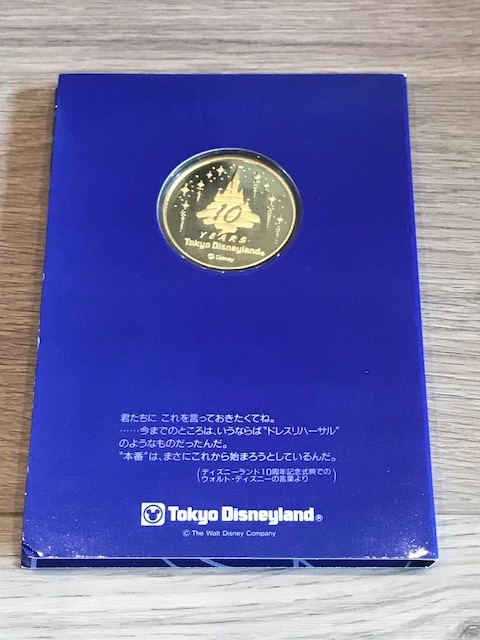 10
YEARS
Tokyo Disneyland®
© Disney
君たちに これを言っておきたくてね。
……今までのところは、いうならば“ドレスリハーサル”
のようなものだったんだ。
“本番”は、まさにこれから始まろうとしているんだ。
(ディズニーランド10周年記念式典での
ウォルト・ディズニーの言葉より)
Tokyo Disneyland®
© The Walt Disney Company